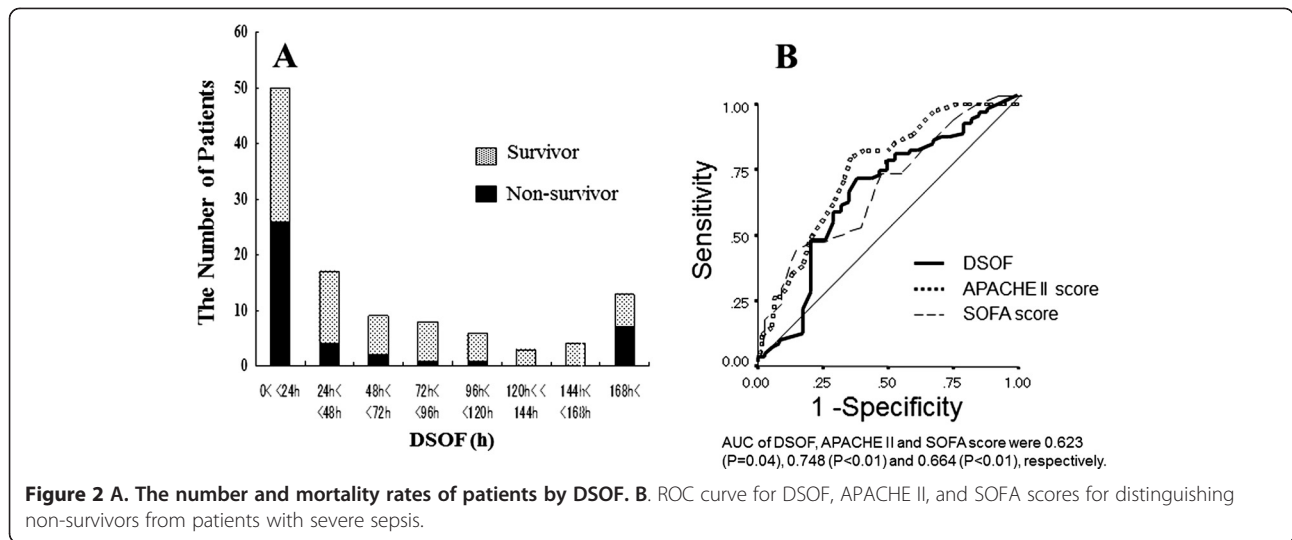 A
The Number of Patients
60
50
40
30
20
10
0
Survivor
Non-survivor
0< <24h 24h< 48h< 72h< 96h< 120h<< 144h< 168h<
<48h <72h <96h <120h 144h <168h
DSOF (h)
B
Sensitivity
1.00
.75
.50
.25
0.00
DSOF
APACHE II score
SOFA score
0.00 .25 .50 .75 1.00
1 -Specificity
AUC of DSOF, APACHE II and SOFA score were 0.623
(P=0.04), 0.748 (P<0.01) and 0.664 (P<0.01), respectively.
Figure 2 A. The number and mortality rates of patients by DSOF. B. ROC curve for DSOF, APACHE II, and SOFA scores for distinguishing
non-survivors from patients with severe sepsis.